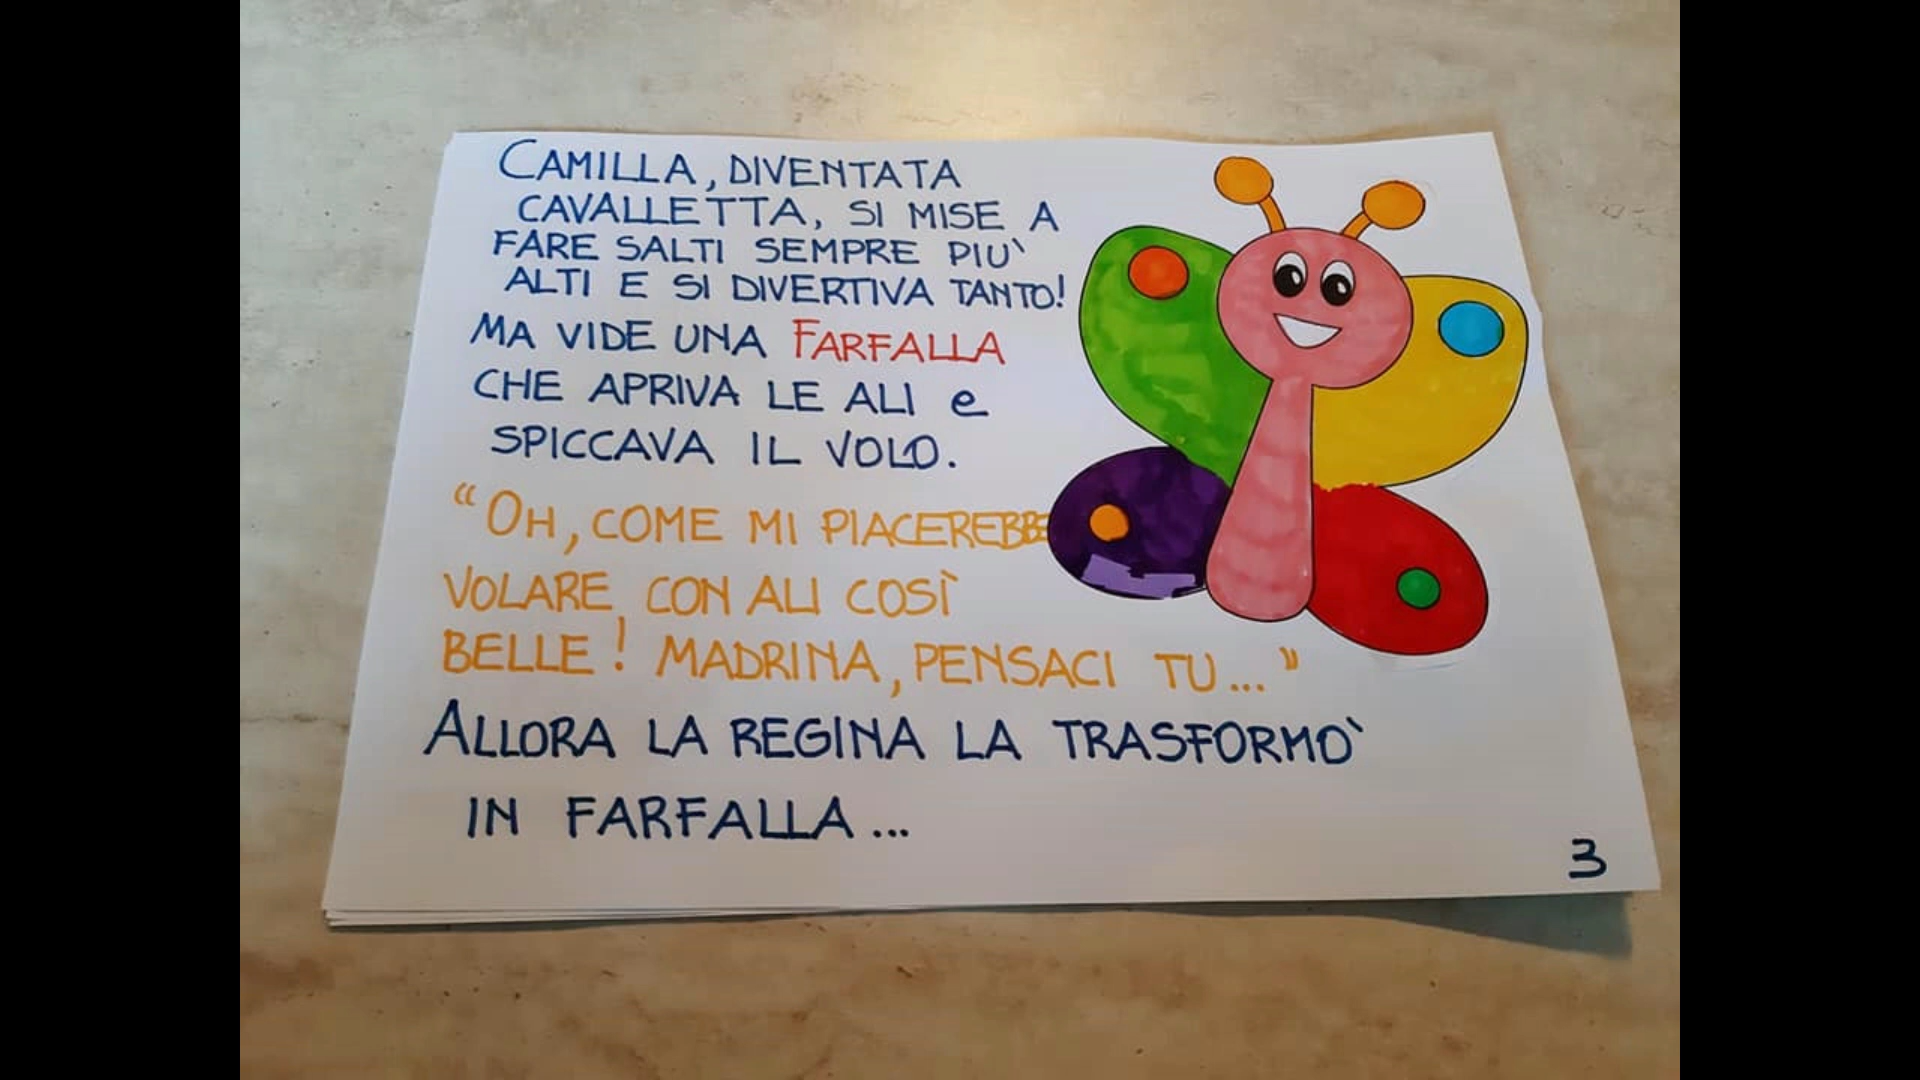 CAMILLA, DIVENTATA
CAVALLETTA, SI MISE A
FARE SALTI SEMPRE PIU`
ALTI E SI DIVERTIVA TANTO!
MA VIDE UNA FARFALLA
CHE APRIVA LE ALI e
SPICCAVA IL VOLO.
“OH, COME MI PIACEREBBE
VOLARE CON ALI COSÌ
BELLE! MADRINA, PENSACI TU..."
ALLORA LA REGINA LA TRASFORMO`
IN FARFALLA...
3